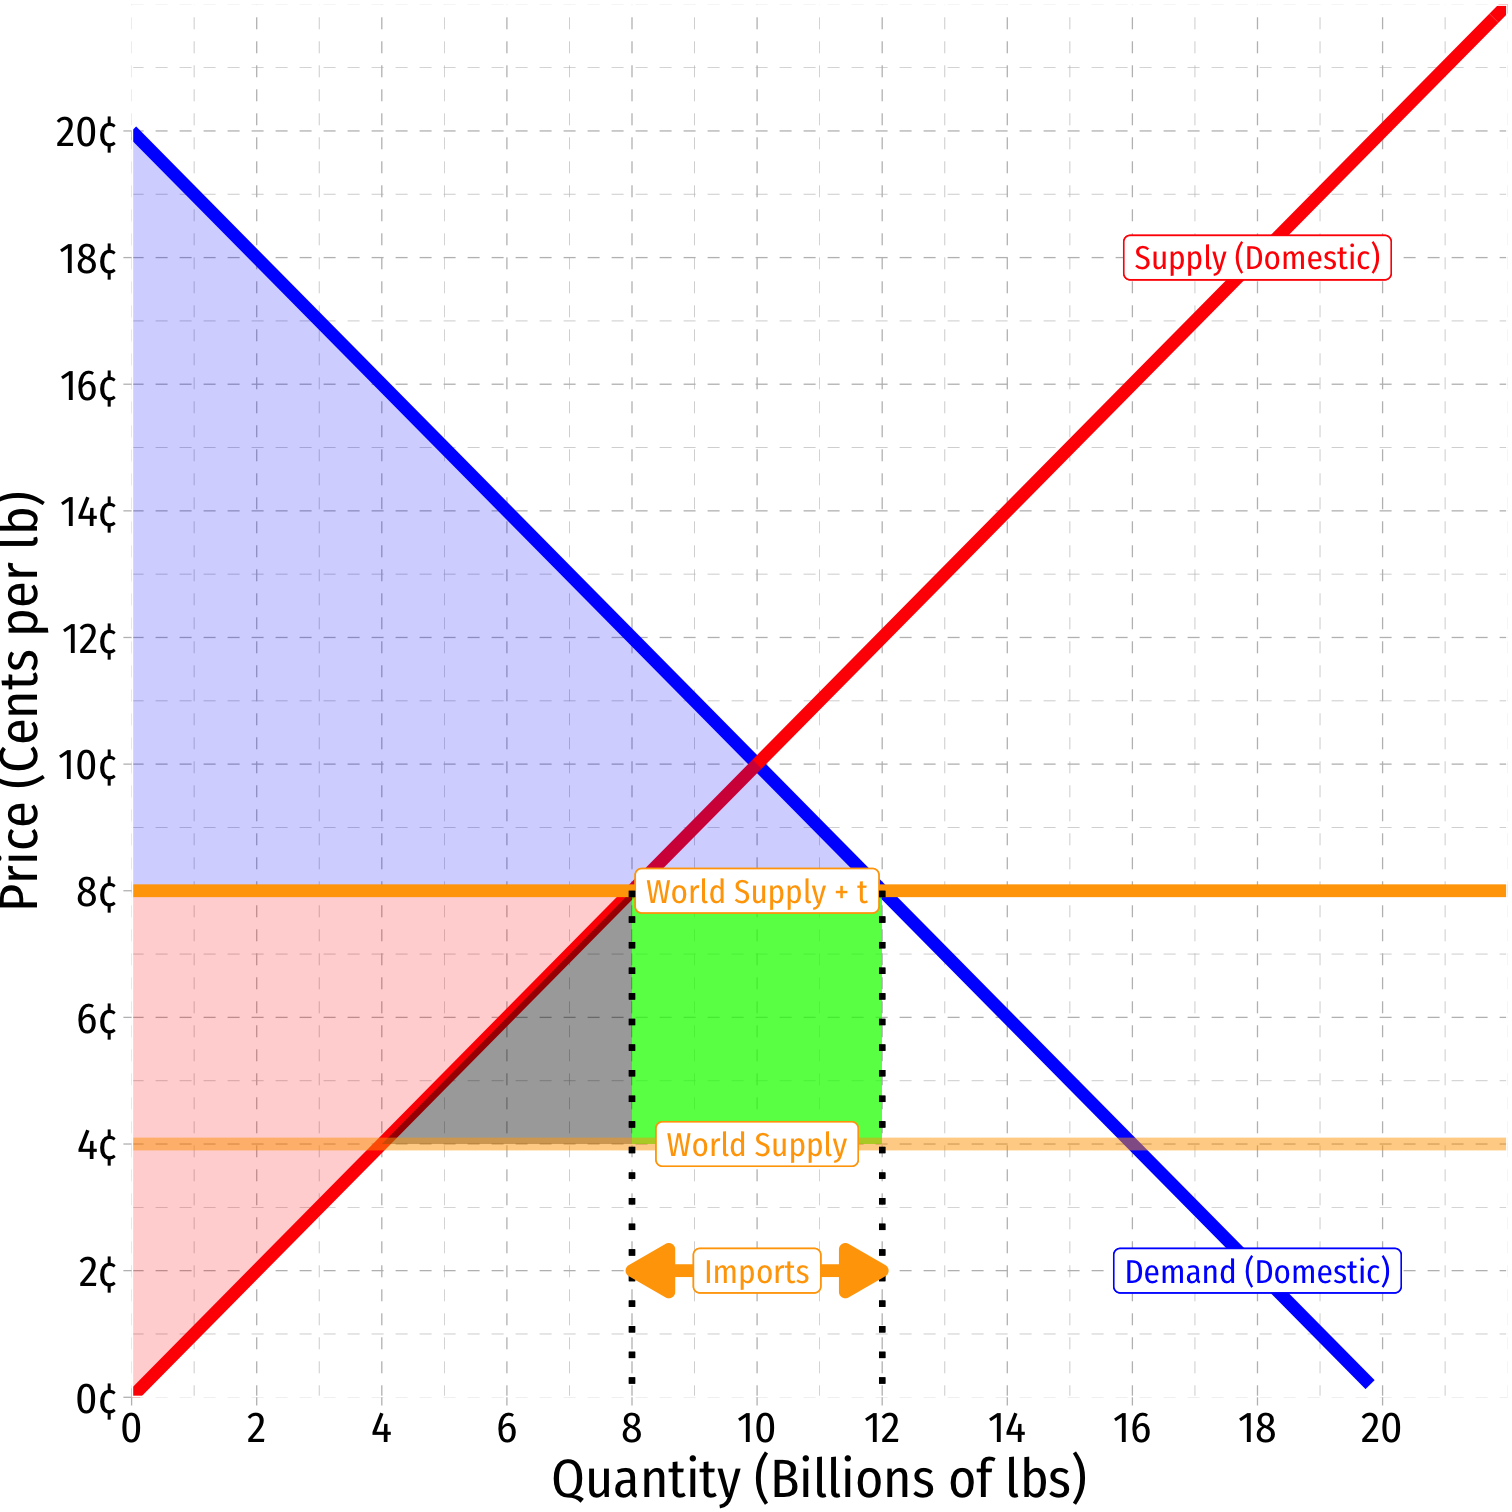 Price (Cents per lb)
20¢
18¢
16¢
14¢
12¢
10¢
8¢
6¢
4¢
2¢
0¢
Supply (Domestic)
World Supply + t
World Supply
Imports
Demand (Domestic)
0 2 4 6 8 10 12 14 16 18 20
Quantity (Billions of lbs)